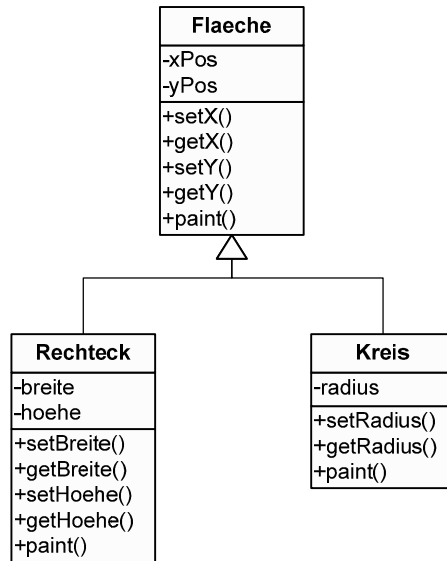 Flaeche
-xPos
-yPos
+setX()
+getX()
+setY()
+getY()
+paint()
Rechteck
-breite
-hoehe
+setBreite()
+getBreite()
+setHoehe()
+getHoehe()
+paint()
Kreis
-radius
+setRadius()
+getRadius()
+paint()